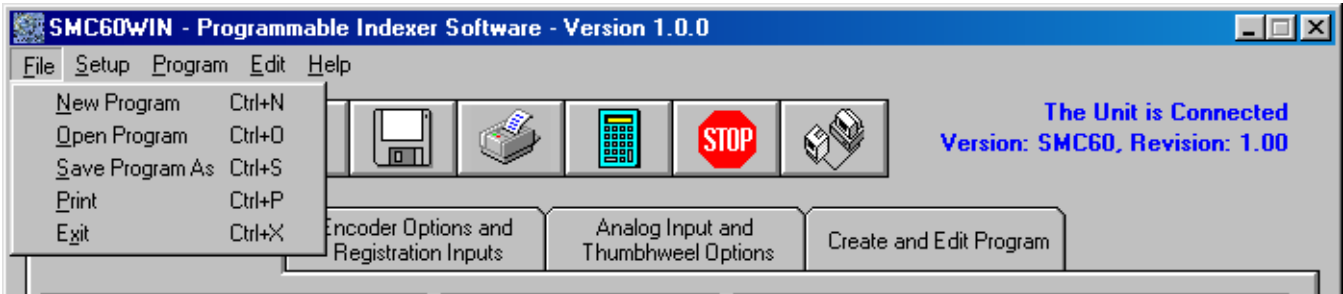 SMC60WIN - Programmable Indexer Software - Version 1.0.0
File Setup Program Edit Help
New Program Ctrl+N
Open Program Ctrl+O
Save Program As Ctrl+S
Print Ctrl+P
Exit Ctrl+X
STOP
The Unit is Connected
Version: SMC60, Revision: 1.00
Encoder Options and
Registration Inputs
Analog Input and
Thumbhweel Options
Create and Edit Program